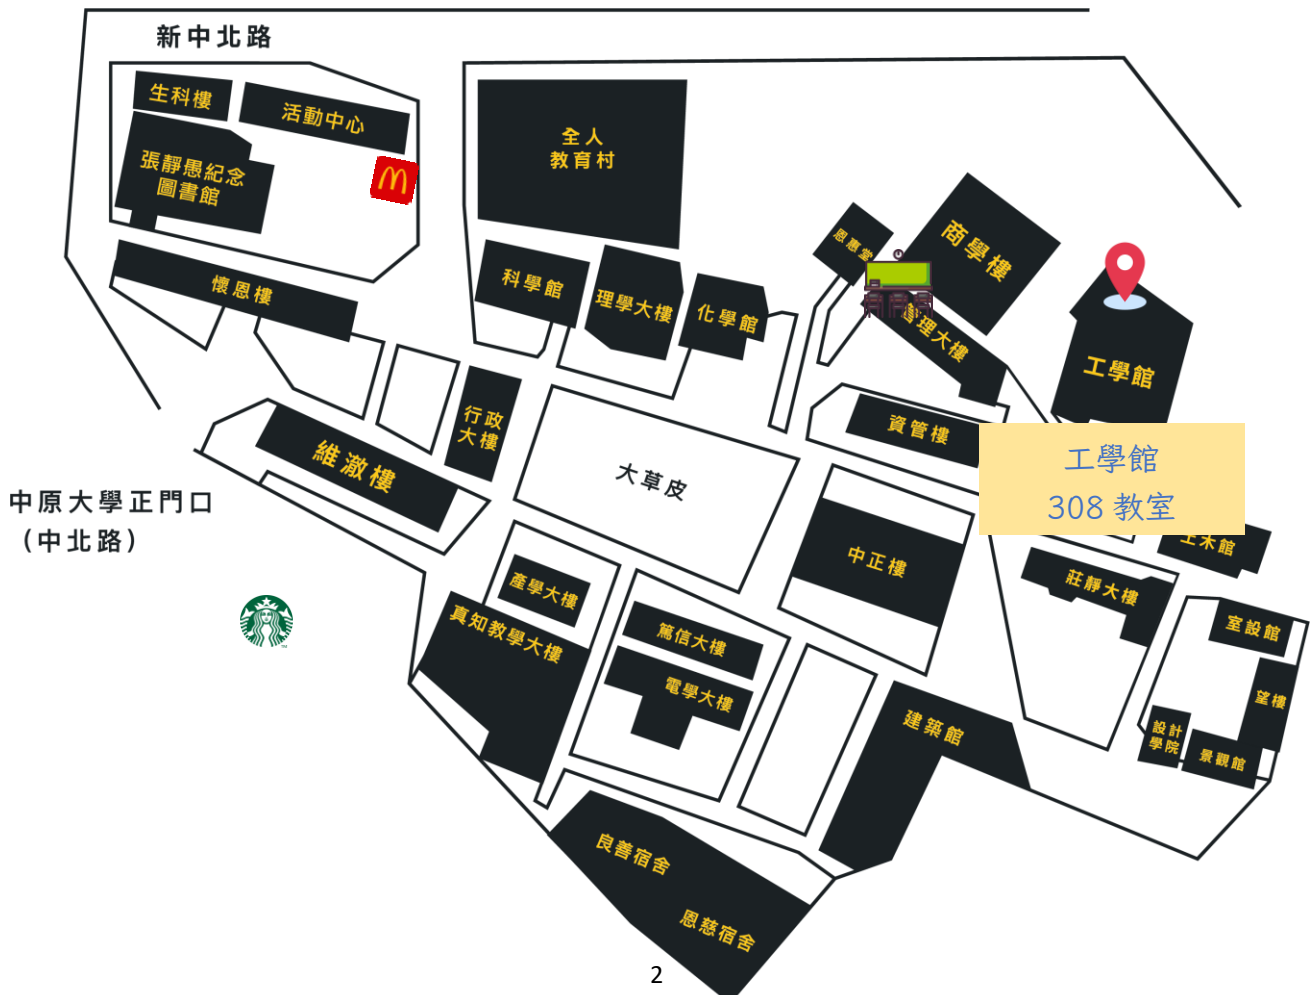 新中北路
生科樓
活動中心
張靜愚紀念
圖書館
全人
教育村
恩惠堂
商學樓
懷恩樓
科學館
理學大樓
化學館
管理大樓
工學館
行政
大樓
資管樓
維澈樓
大草皮
工學館
308 教室
中原大學正門口
（中北路）
中正樓
土木館
莊靜大樓
產學大樓
真知教學大樓
篤信大樓
電學大樓
室設館
望樓
建築館
設計
學院
景觀館
良善宿舍
恩慈宿舍
TM
2